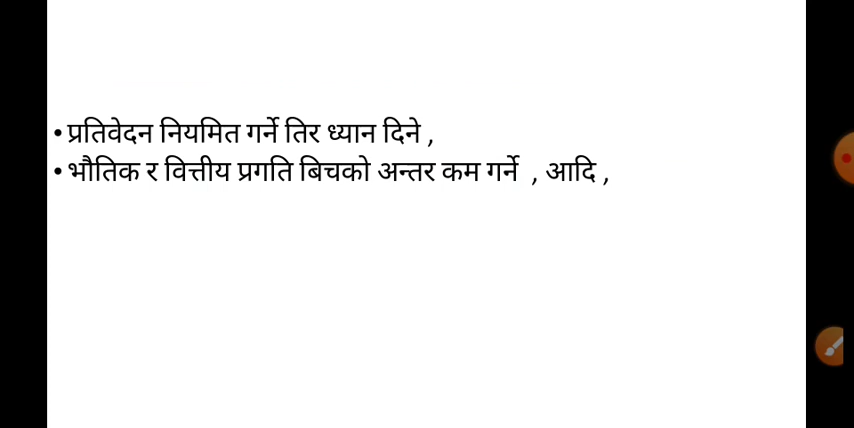 • प्रतिवेदन नियमित गर्ने तिर ध्यान दिने ,
• भौतिक र वित्तीय प्रगति बिचको अन्तर कम गर्ने , आदि ,